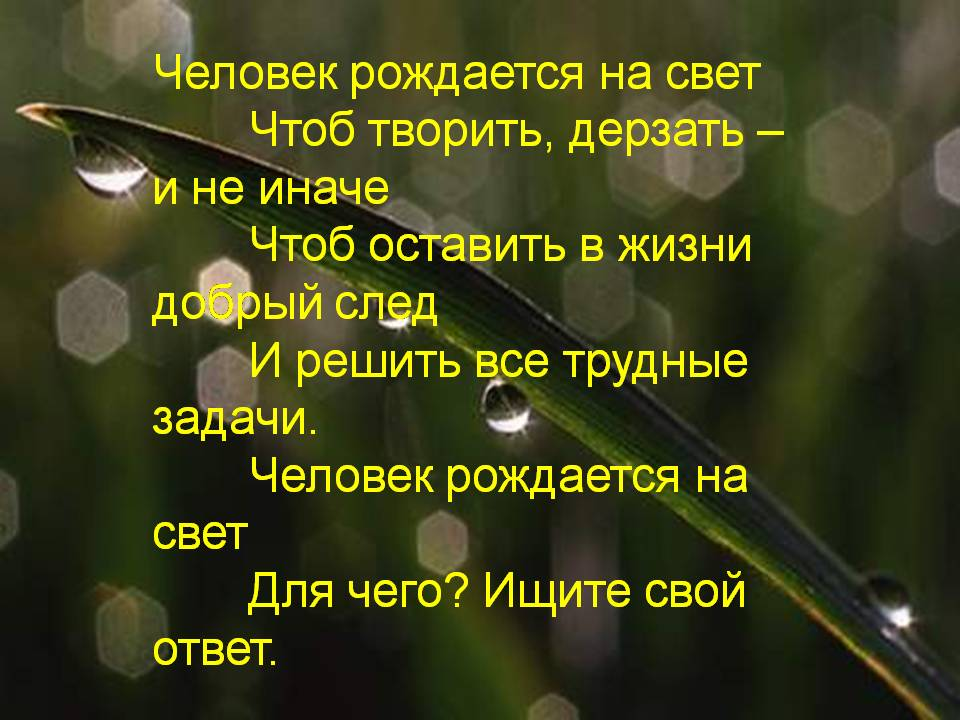 Человек рождается на свет
Чтоб творить, дерзать –
и не иначе
Чтоб оставить в жизни
добрый след
И решить все трудные
задачи.
Человек рождается на
свет
Для чего? Ищите свой
ответ.